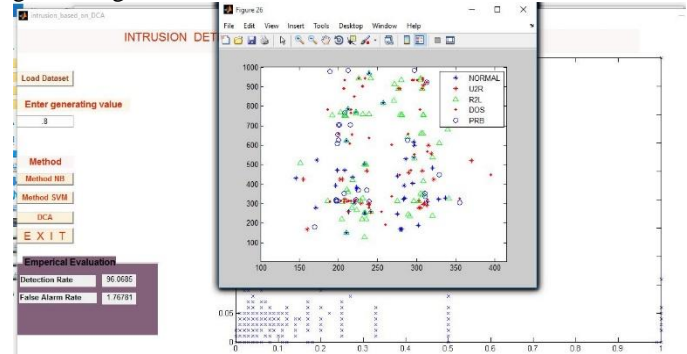 intrusion_based_on_DCA
INTRUSION DET
Load Dataset
Enter generating value
.8
Method
Method NB
Method SVM
DCA
E X I T
Emperical Evaluation
Detection Rate 96.0685
False Alarm Rate 1.76781
Figure 26
File Edit View Insert Tools Desktop Window Help
1000
900
800
700
600
500
400
300
200
100
100 150 200 250 300 350 400
NORMAL
U2R
R2L
DOS
PRB
0.05
0
0 0.1 0.2 0.3 0.4 0.5 0.6 0.7 0.8 0.9 1